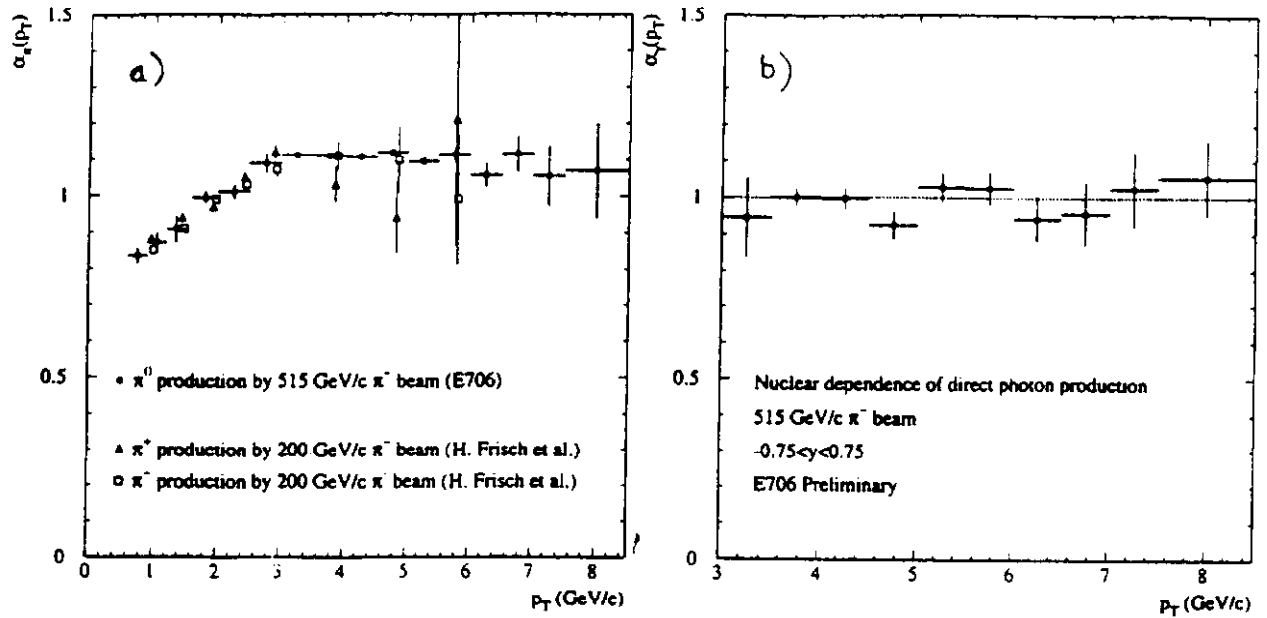 α_π(p_T)
1.5
1
0.5
0
a)
• π⁰ production by 515 GeV/c π⁻ beam (E706)
▲ π⁺ production by 200 GeV/c π⁻ beam (H. Frisch et al.)
□ π⁻ production by 200 GeV/c π⁻ beam (H. Frisch et al.)
0 1 2 3 4 5 6 7 8
p_T (GeV/c)
α_γ(p_T)
1.5
1
0.5
0
b)
Nuclear dependence of direct photon production
515 GeV/c π⁻ beam
-0.75<y<0.75
E706 Preliminary
3 4 5 6 7 8
p_T (GeV/c)